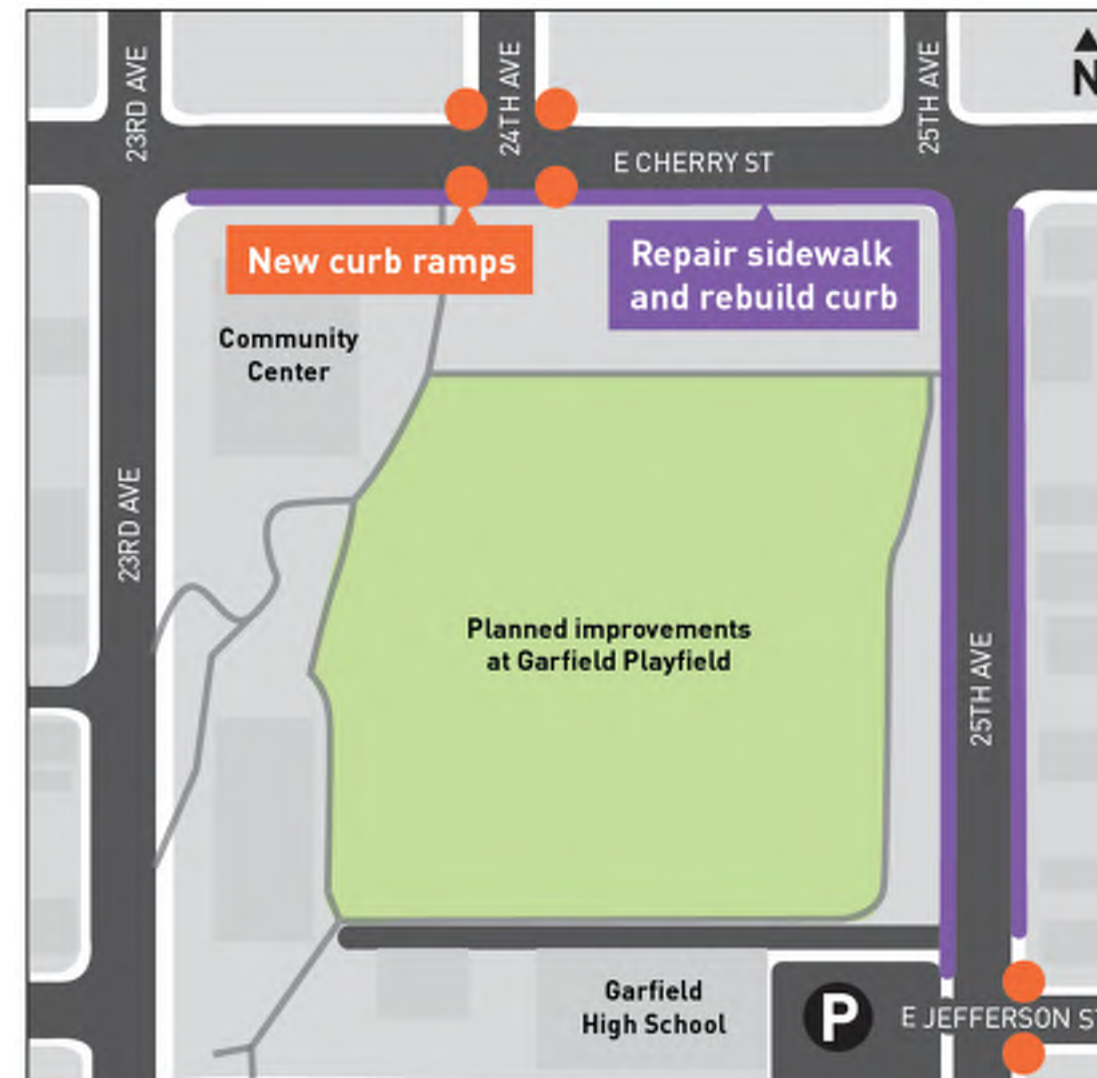 23RD AVE
24TH AVE
25TH AVE
N
E CHERRY ST
New curb ramps
Repair sidewalk
and rebuild curb
Community
Center
23RD AVE
Planned improvements
at Garfield Playfield
25TH AVE
Garfield
High School
P
E JEFFERSON ST